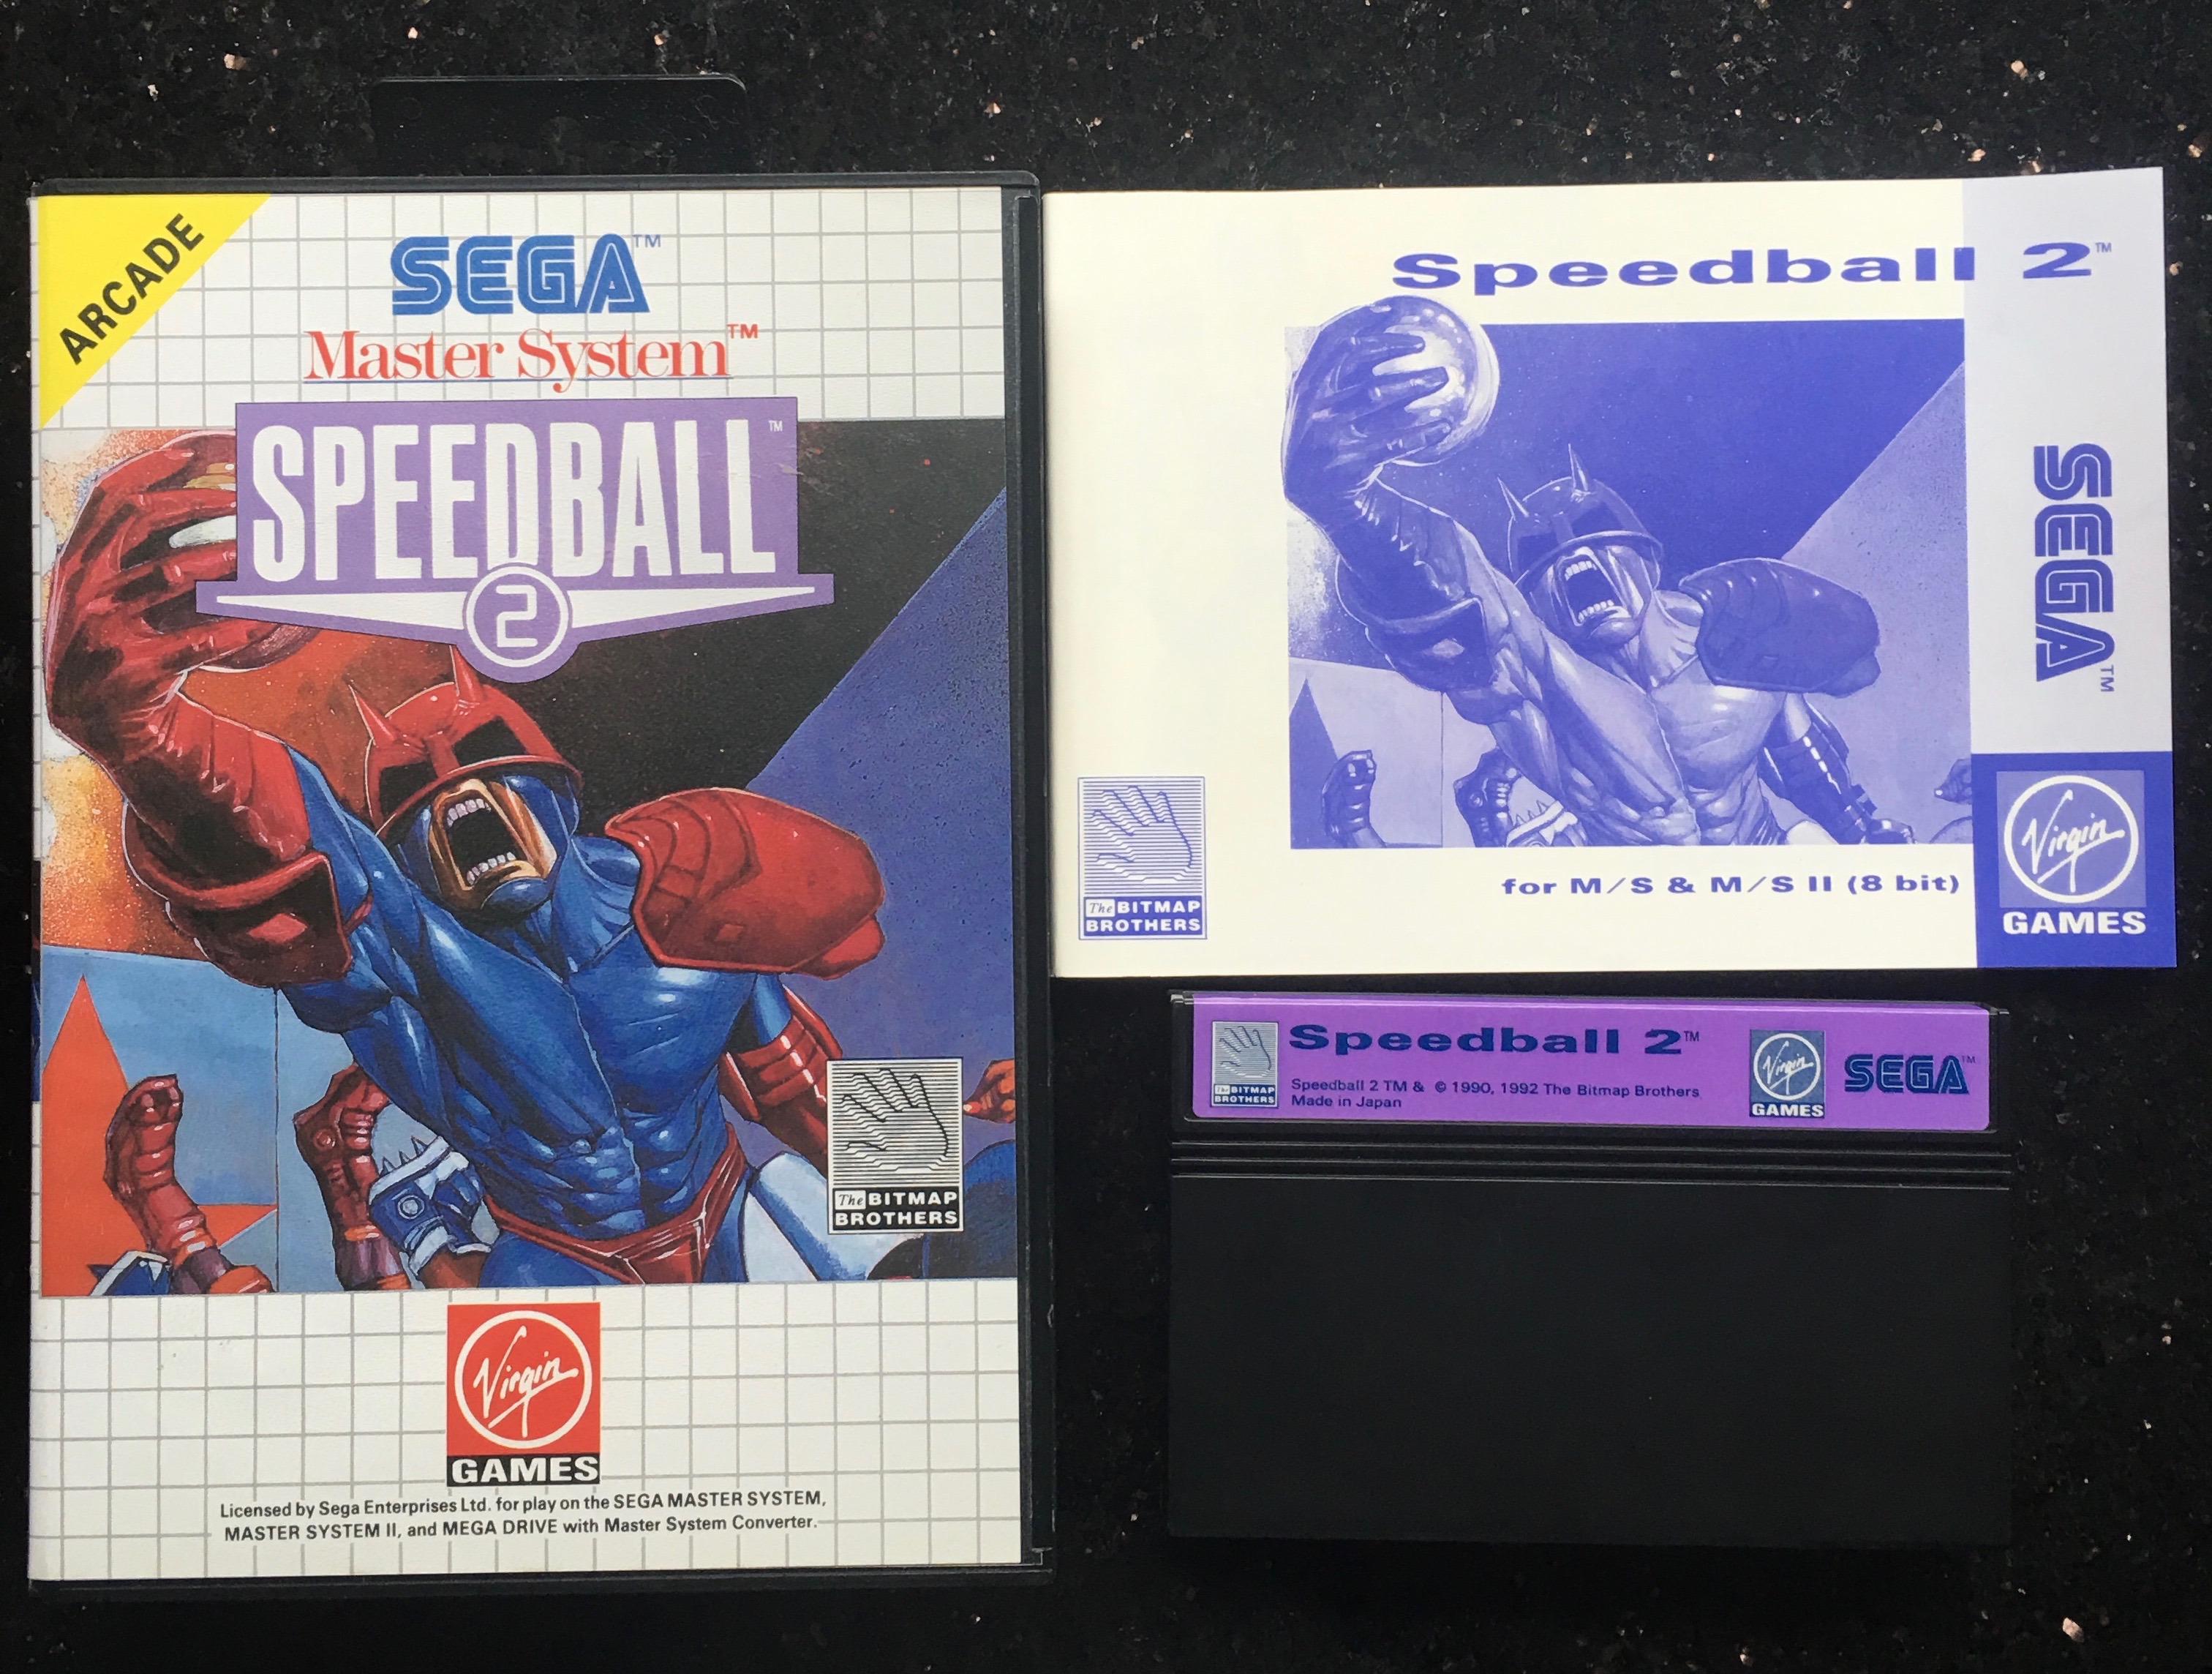 ARCADE
SEGA™
Master System™
SPEEDBALL™
2
The BITMAP
BROTHERS
Virgin
GAMES
Licensed by Sega Enterprises Ltd. for play on the SEGA MASTER SYSTEM,
MASTER SYSTEM II, and MEGA DRIVE with Master System Converter.
Speedball 2™
SEGA™
The BITMAP
BROTHERS
for M/S & M/S II (8 bit)
Virgin
GAMES
The BITMAP
BROTHERS
Speedball 2™
Speedball 2 TM & © 1990, 1992 The Bitmap Brothers
Made in Japan
Virgin
GAMES
SEGA™